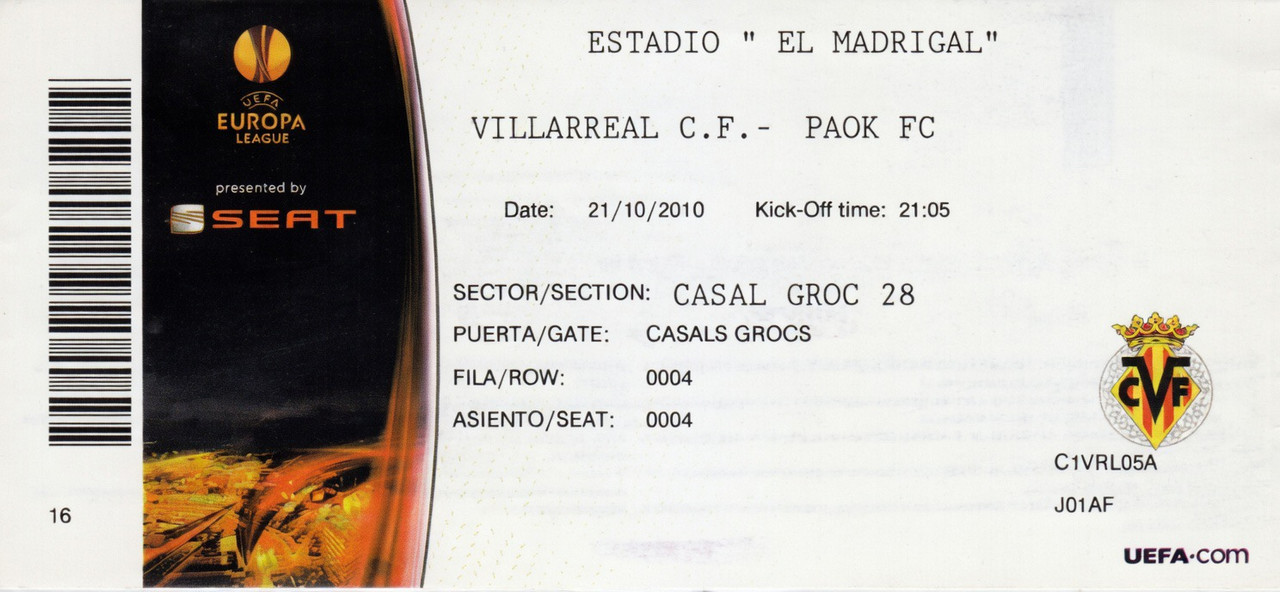 ESTADIO " EL MADRIGAL"
UEFA
EUROPA
LEAGUE
VILLARREAL C.F.- PAOK FC
presented by
SEAT
Date: 21/10/2010 Kick-Off time: 21:05
SECTOR/SECTION: CASAL GROC 28
PUERTA/GATE: CASALS GROCS
FILA/ROW: 0004
ASIENTO/SEAT: 0004
CVF
C1VRL05A
J01AF
16
UEFA.com